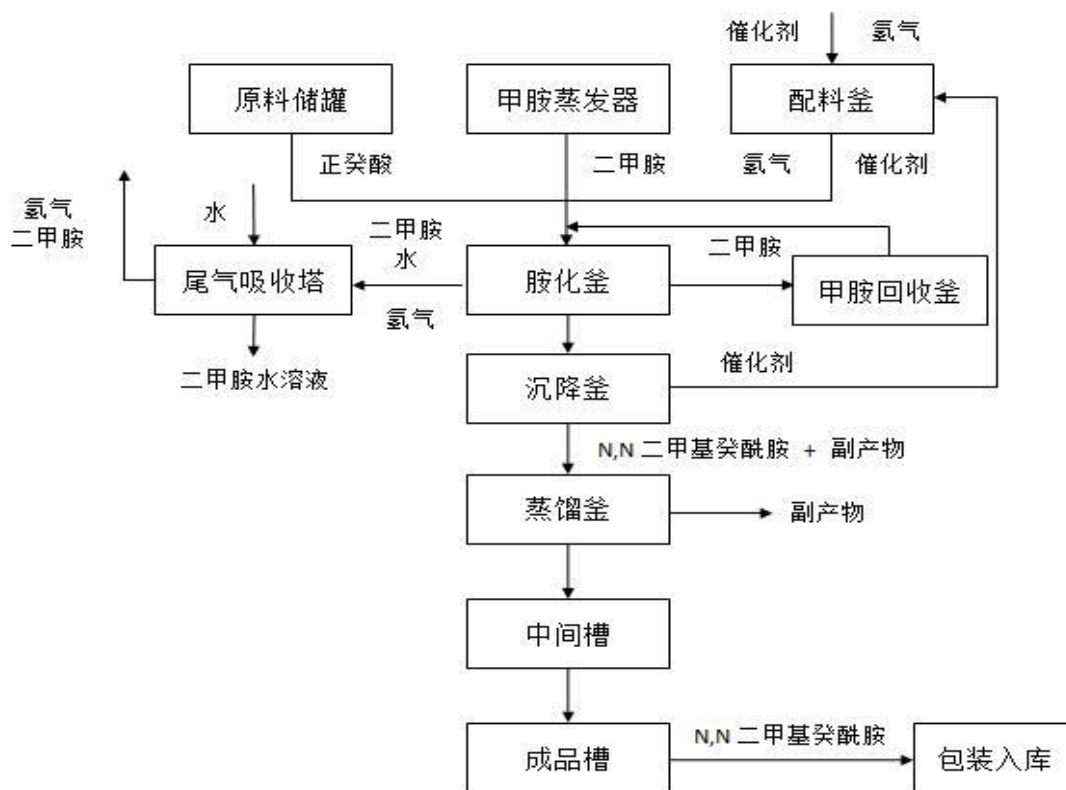 催化剂 氢气
原料储罐
甲胺蒸发器
配料釜
正癸酸
二甲胺
氢气 催化剂
氢气
二甲胺
水
二甲胺
水
二甲胺
尾气吸收塔
胺化釜
甲胺回收釜
氢气
二甲胺水溶液
沉降釜
催化剂
N,N 二甲基癸酰胺 + 副产物
蒸馏釜
副产物
中间槽
成品槽
N,N 二甲基癸酰胺
包装入库